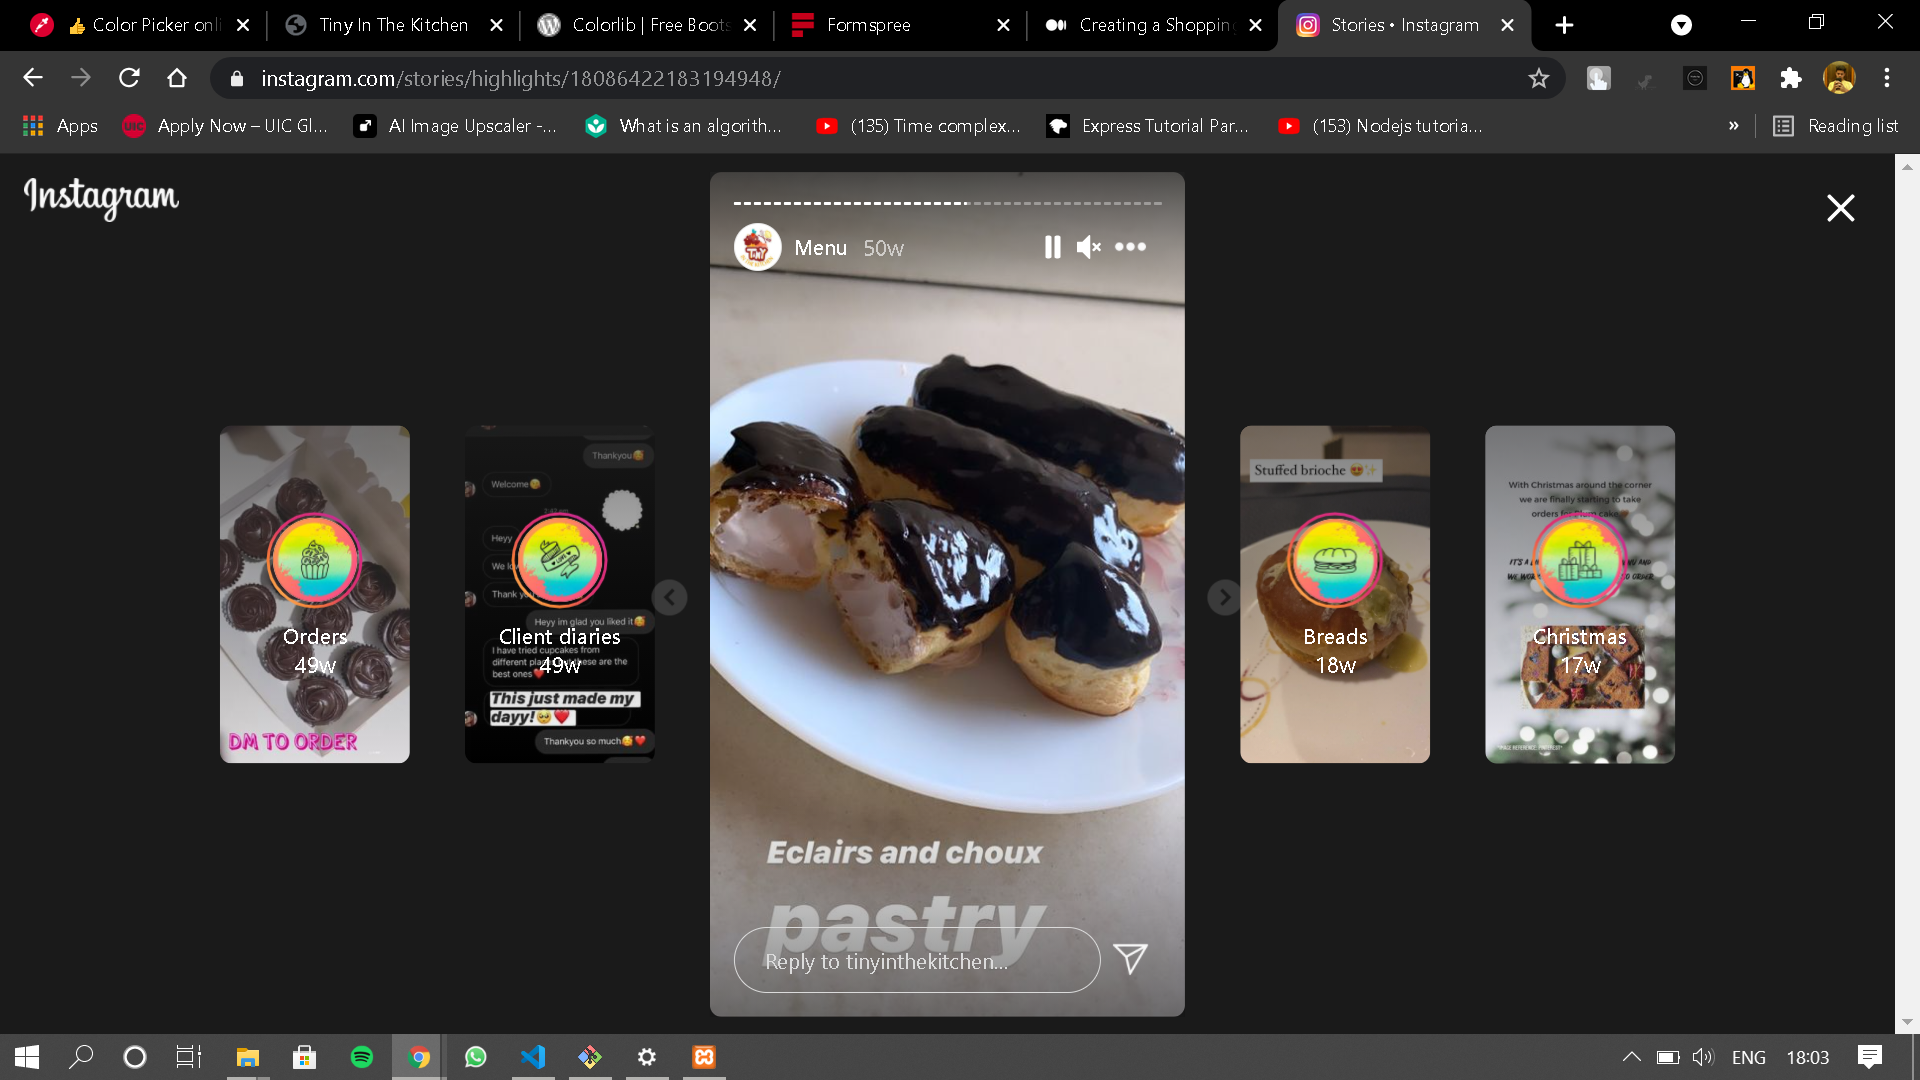 👍 Color Picker onli
Tiny In The Kitchen
Colorlib | Free Boots
Formspree
Creating a Shopping
Stories • Instagram
instagram.com/stories/highlights/18086422183194948/
Apps
Apply Now – UIC Gl...
AI Image Upscaler -...
What is an algorith...
(135) Time complex...
Express Tutorial Par...
(153) Nodejs tutoria...
»
Reading list
Instagram
Menu 50w
Eclairs and choux
pastry
Reply to tinyinthekitchen...
Orders
49w
DM TO ORDER
Thankyou🥰
Welcome😘
Heyy
We lov
Thank yo
Heyy im glad you liked it🥰
Client diaries
49w
I have tried cupcakes from
different pla
these are the
best ones❤️
This just made my
dayy!🥺❤️
Thankyou so much🥰❤️
Stuffed brioche 😍✨
Breads
18w
With Christmas around the corner
we are finally starting to take
orders for Plum cake
Christmas
17w
ENG
18:03